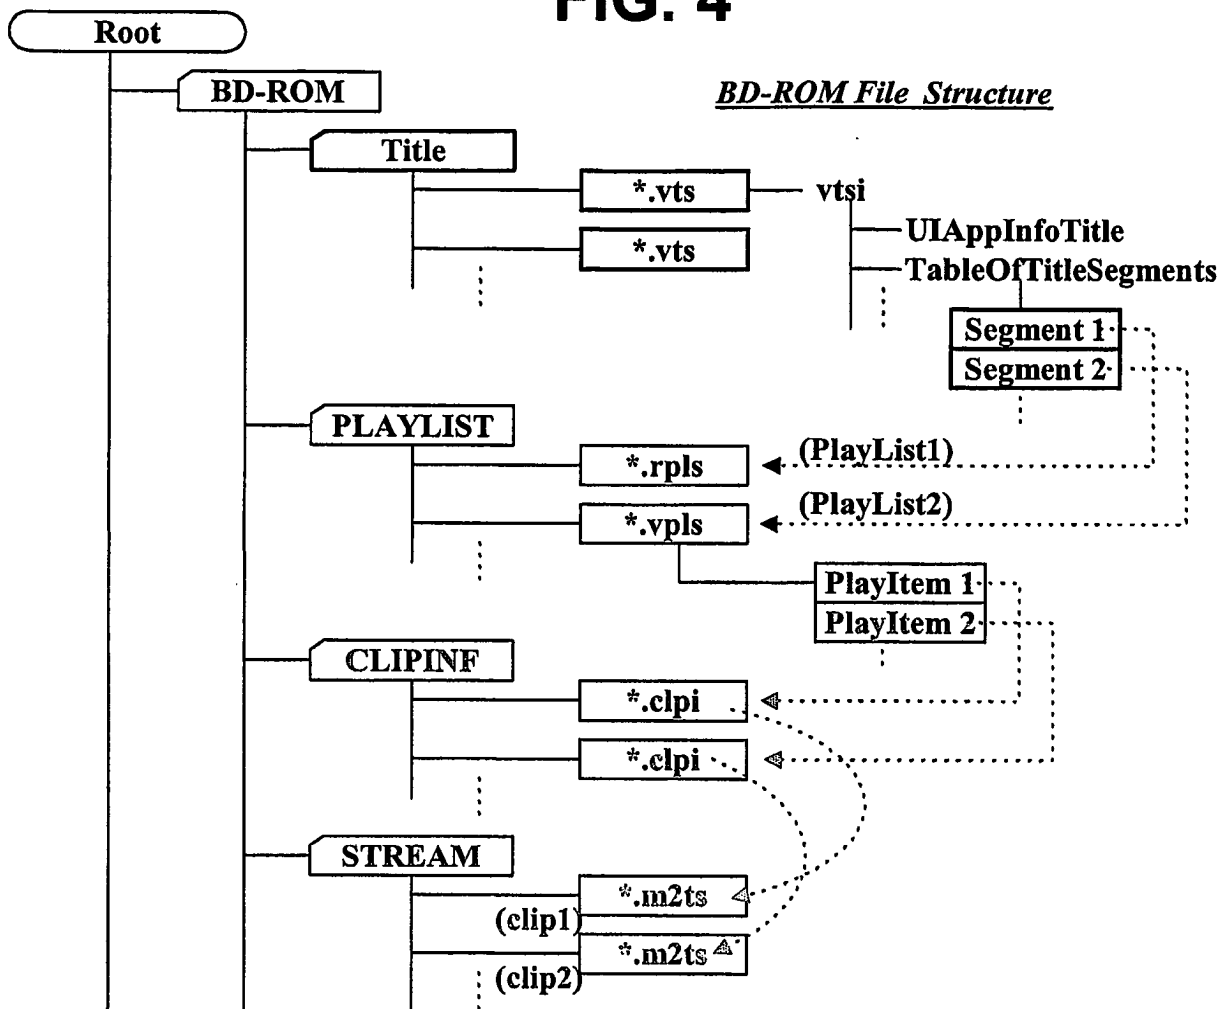 FIG. 4
Root
BD-ROM
BD-ROM File Structure
Title
*.vts
vtsi
UIAppInfoTitle
*.vts
TableOfTitleSegments
Segment 1
Segment 2
PLAYLIST
(PlayList1)
*.rpls
(PlayList2)
*.vpls
PlayItem 1
PlayItem 2
CLIPINF
*.clpi
*.clpi
STREAM
*.m2ts
(clip1)
*.m2ts
(clip2)